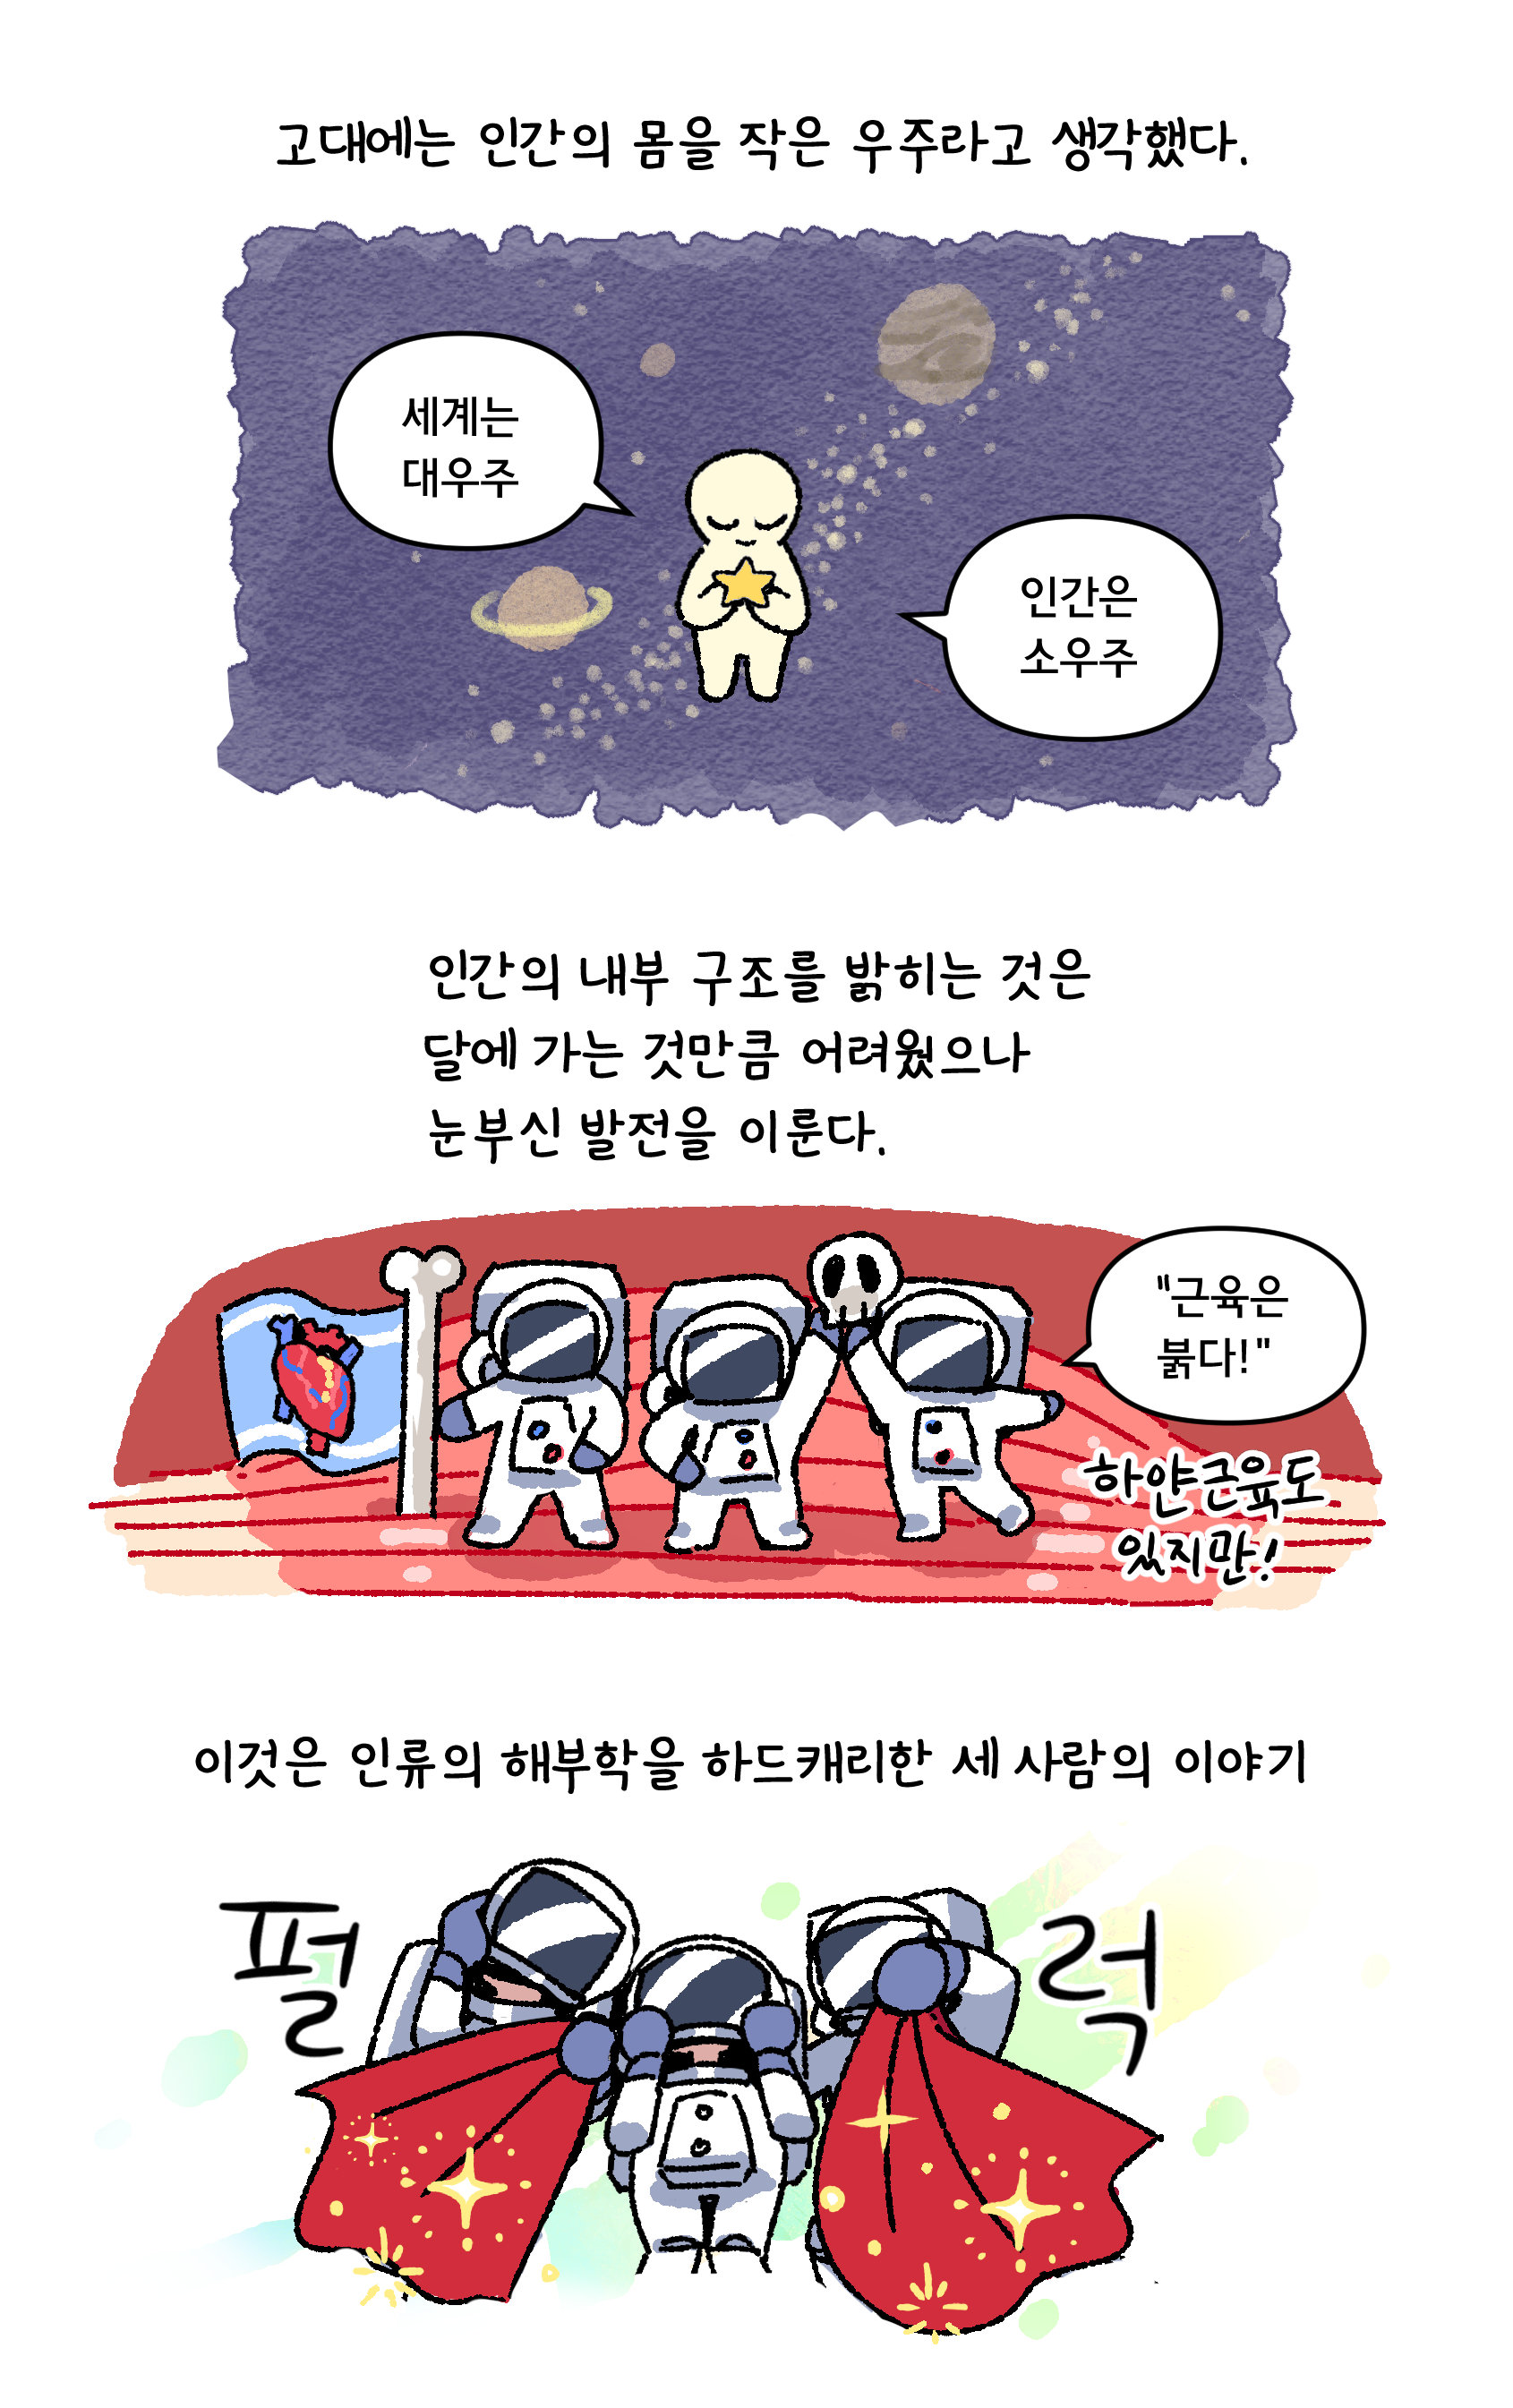 고대에는 인간의 몸을 작은 우주라고 생각했다.
세계는
대우주
인간은
소우주
인간의 내부 구조를 밝히는 것은
달에 가는 것만큼 어려웠으나
눈부신 발전을 이룬다.
"근육은
붉다!"
하얀근육도
있지만!
이것은 인류의 해부학을 하드캐리한 세 사람의 이야기
펄럭